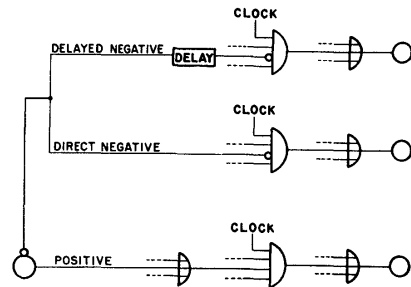 CLOCK
DELAYED NEGATIVE
DELAY
CLOCK
DIRECT NEGATIVE
CLOCK
POSITIVE